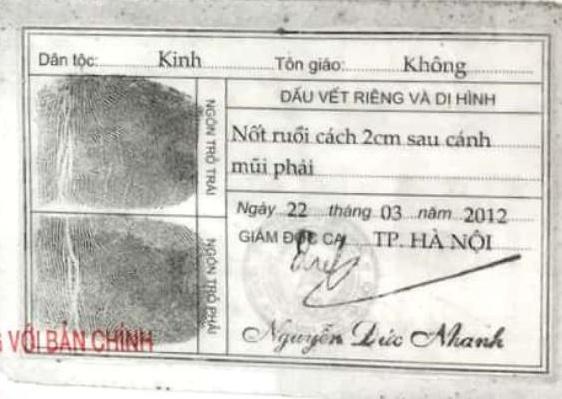 Dân tộc: Kinh Tôn giáo: Không
NGÓN TRỎ TRÁI
DẤU VẾT RIÊNG VÀ DỊ HÌNH
Nốt ruồi cách 2cm sau cánh
mũi phải
NGÓN TRỎ PHẢI
Ngày 22 tháng 03 năm 2012
GIÁM ĐỐC CA TP. HÀ NỘI
Nguyễn Đức Nhanh
VỚI BẢN CHÍNH